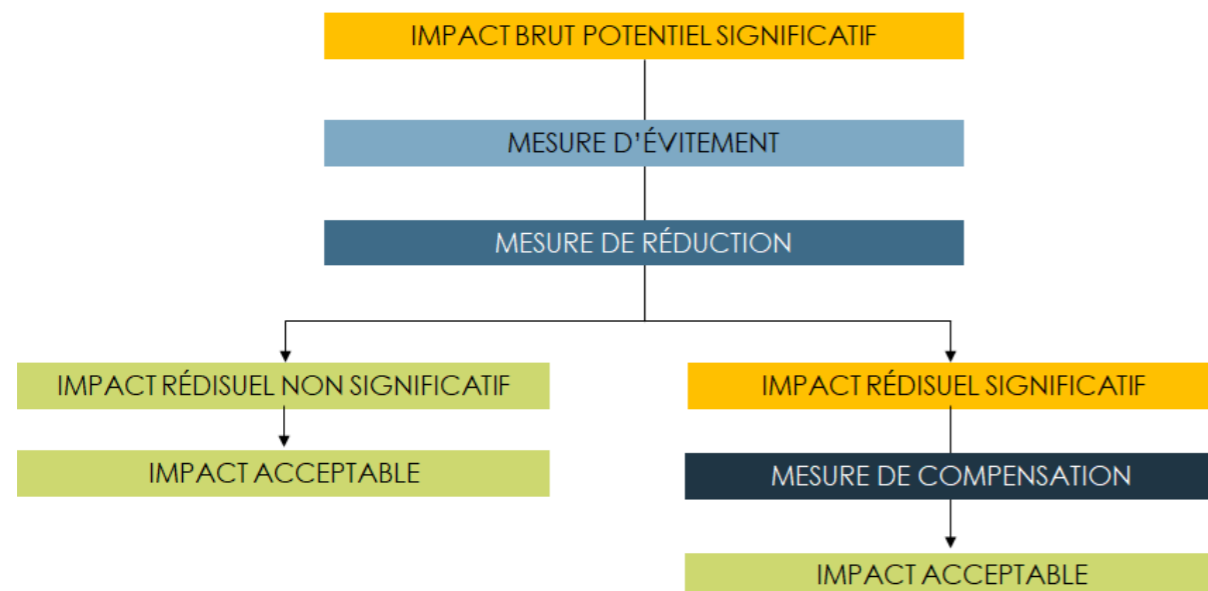 IMPACT BRUT POTENTIEL SIGNIFICATIF
MESURE D'ÉVITEMENT
MESURE DE RÉDUCTION
IMPACT RÉDISUEL NON SIGNIFICATIF
IMPACT RÉDISUEL SIGNIFICATIF
IMPACT ACCEPTABLE
MESURE DE COMPENSATION
IMPACT ACCEPTABLE